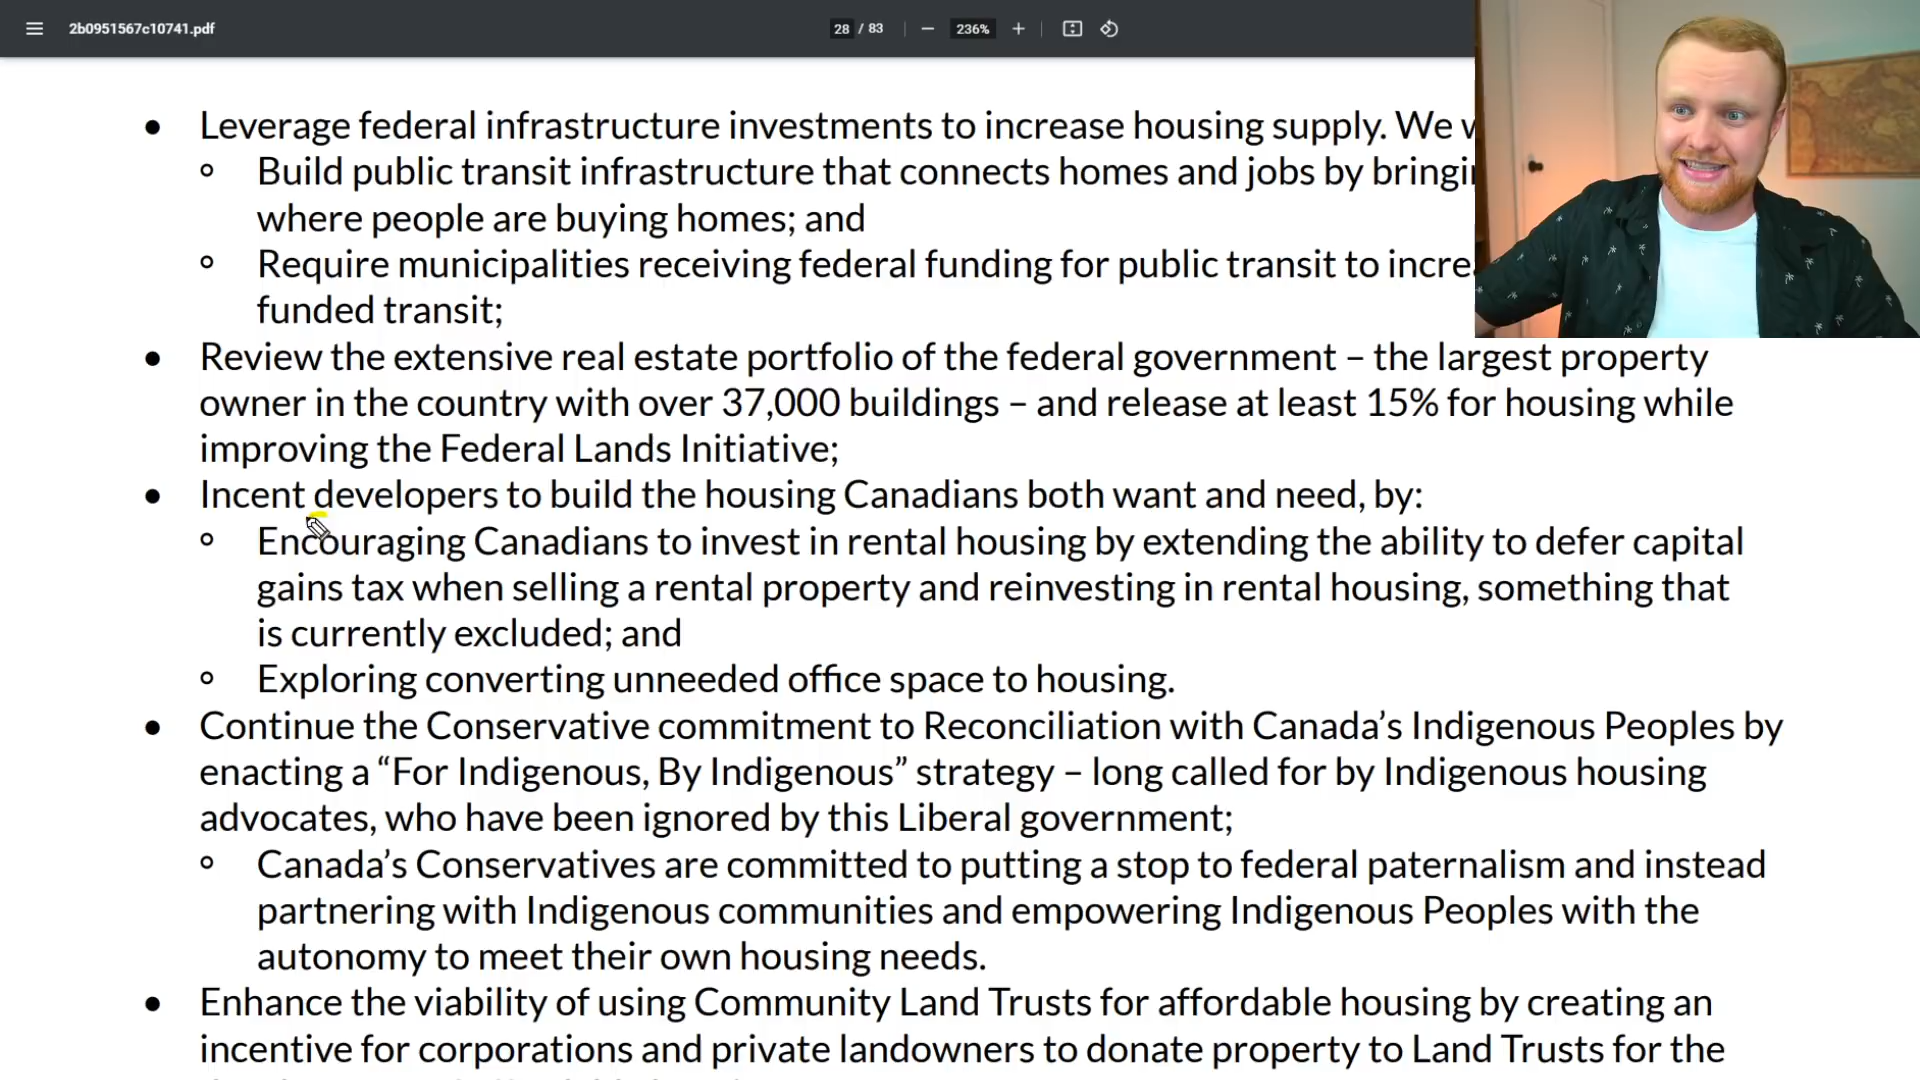 2b0951567c10741.pdf
28 / 83
236%
Leverage federal infrastructure investments to increase housing supply. We
Build public transit infrastructure that connects homes and jobs by
where people are buying homes; and
Require municipalities receiving federal funding for public transit to
funded transit;
Review the extensive real estate portfolio of the federal government – the largest property
owner in the country with over 37,000 buildings – and release at least 15% for housing while
improving the Federal Lands Initiative;
Incent developers to build the housing Canadians both want and need, by:
Encouraging Canadians to invest in rental housing by extending the ability to defer capital
gains tax when selling a rental property and reinvesting in rental housing, something that
is currently excluded; and
Exploring converting unneeded office space to housing.
Continue the Conservative commitment to Reconciliation with Canada’s Indigenous Peoples by
enacting a “For Indigenous, By Indigenous” strategy – long called for by Indigenous housing
advocates, who have been ignored by this Liberal government;
Canada’s Conservatives are committed to putting a stop to federal paternalism and instead
partnering with Indigenous communities and empowering Indigenous Peoples with the
autonomy to meet their own housing needs.
Enhance the viability of using Community Land Trusts for affordable housing by creating an
incentive for corporations and private landowners to donate property to Land Trusts for the